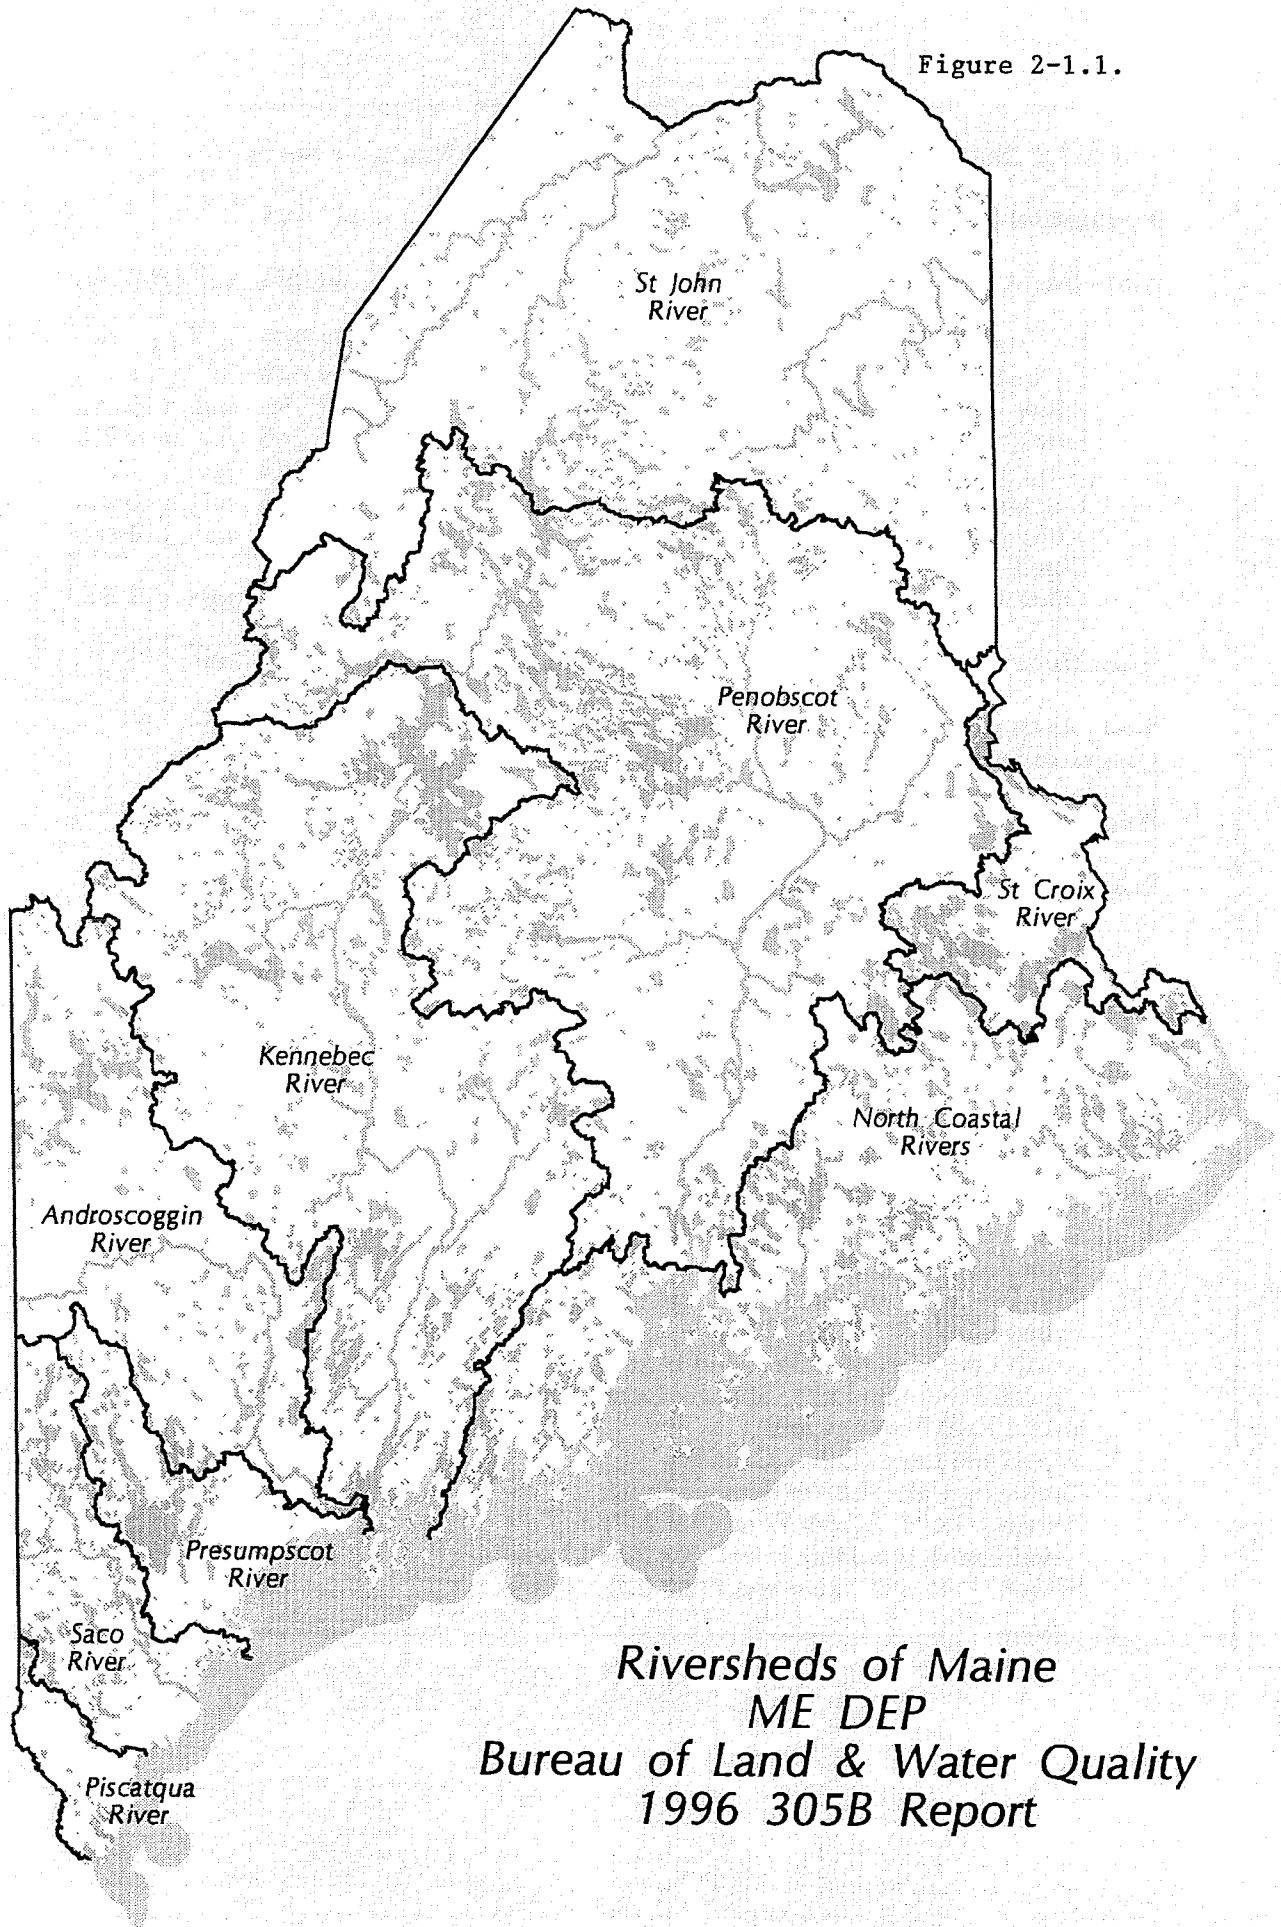 Figure 2-1.1.
St John
River
Penobscot
River
St Croix
River
Kennebec
River
North Coastal
Rivers
Androscoggin
River
Presumpscot
River
Saco
River
Piscatqua
River
Riversheds of Maine
ME DEP
Bureau of Land & Water Quality
1996 305B Report